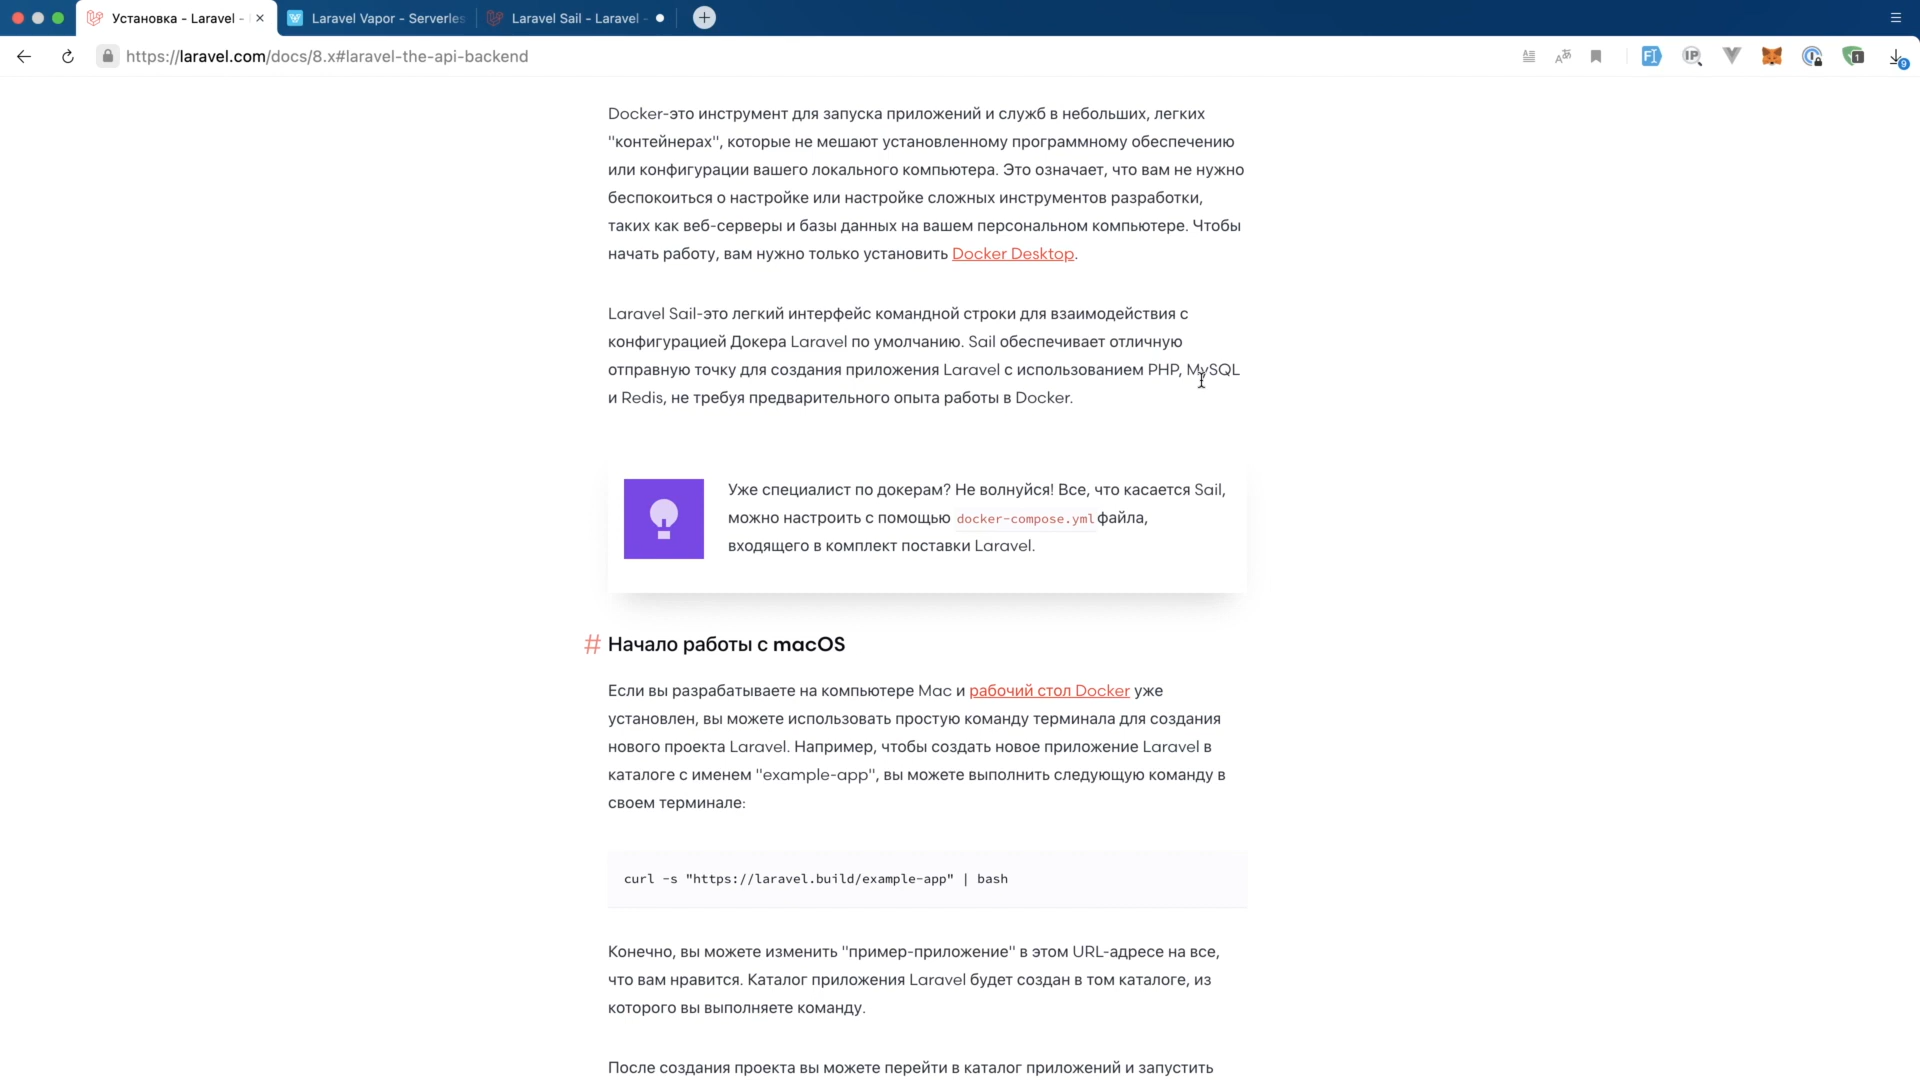 Установка - Laravel -
Laravel Vapor - Serverles
Laravel Sail - Laravel -
https://laravel.com/docs/8.x#laravel-the-api-backend
1
9
Docker-это инструмент для запуска приложений и служб в небольших, легких
"контейнерах", которые не мешают установленному программному обеспечению
или конфигурации вашего локального компьютера. Это означает, что вам не нужно
беспокоиться о настройке или настройке сложных инструментов разработки,
таких как веб-серверы и базы данных на вашем персональном компьютере. Чтобы
начать работу, вам нужно только установить Docker Desktop.
Laravel Sail-это легкий интерфейс командной строки для взаимодействия с
конфигурацией Докера Laravel по умолчанию. Sail обеспечивает отличную
отправную точку для создания приложения Laravel с использованием PHP, MySQL
и Redis, не требуя предварительного опыта работы в Docker.
Уже специалист по докерам? Не волнуйся! Все, что касается Sail,
можно настроить с помощью docker-compose.yml файла,
входящего в комплект поставки Laravel.
# Начало работы с macOS
Если вы разрабатываете на компьютере Mac и рабочий стол Docker уже
установлен, вы можете использовать простую команду терминала для создания
нового проекта Laravel. Например, чтобы создать новое приложение Laravel в
каталоге с именем "example-app", вы можете выполнить следующую команду в
своем терминале:
curl -s "https://laravel.build/example-app" | bash
Конечно, вы можете изменить "пример-приложение" в этом URL-адресе на все,
что вам нравится. Каталог приложения Laravel будет создан в том каталоге, из
которого вы выполняете команду.
После создания проекта вы можете перейти в каталог приложений и запустить